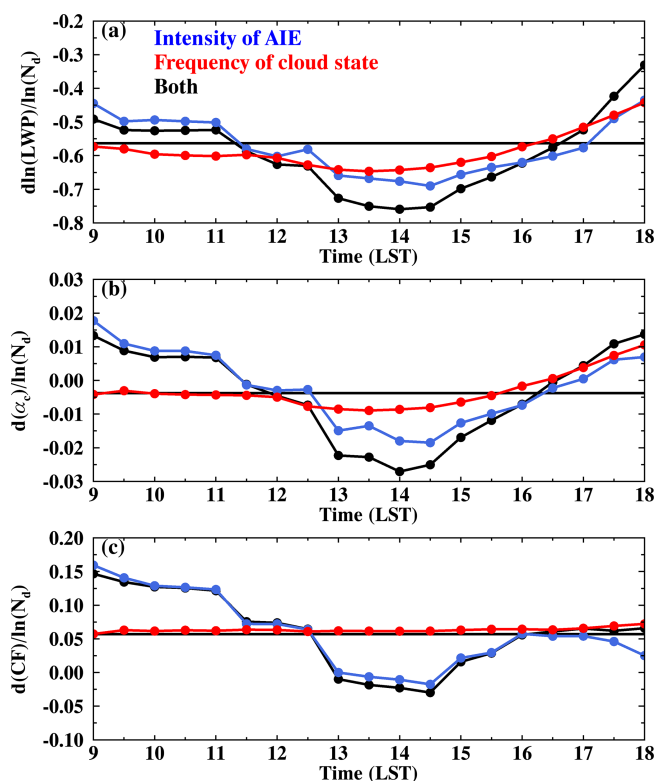 (a)
Intensity of AIE
Frequency of cloud state
Both
dln(LWP)/ln(N_d)
-0.2
-0.3
-0.4
-0.5
-0.6
-0.7
-0.8
9 10 11 12 13 14 15 16 17 18
Time (LST)
(b)
d(α_c)/ln(N_d)
0.03
0.02
0.01
0.00
-0.01
-0.02
-0.03
9 10 11 12 13 14 15 16 17 18
Time (LST)
(c)
d(CF)/ln(N_d)
0.20
0.15
0.10
0.05
0.00
-0.05
-0.10
9 10 11 12 13 14 15 16 17 18
Time (LST)